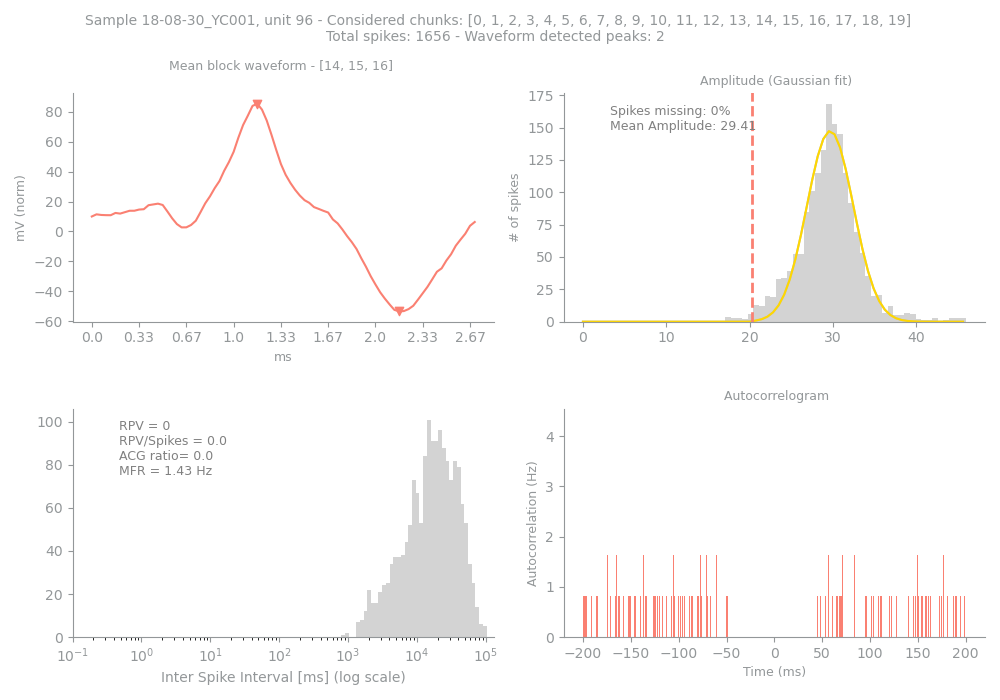 Sample 18-08-30_YC001, unit 96 - Considered chunks: [0, 1, 2, 3, 4, 5, 6, 7, 8, 9, 10, 11, 12, 13, 14, 15, 16, 17, 18, 19]
Total spikes: 1656 - Waveform detected peaks: 2
Mean block waveform - [14, 15, 16]
mV (norm)
80
60
40
20
0
−20
−40
−60
0.0 0.33 0.67 1.0 1.33 1.67 2.0 2.33 2.67
ms
Amplitude (Gaussian fit)
Spikes missing: 0%
Mean Amplitude: 29.41
# of spikes
175
150
125
100
75
50
25
0
0 10 20 30 40
RPV = 0
RPV/Spikes = 0.0
ACG ratio= 0.0
MFR = 1.43 Hz
100
80
60
40
20
0
10⁻¹ 10⁰ 10¹ 10² 10³ 10⁴ 10⁵
Inter Spike Interval [ms] (log scale)
Autocorrelogram
Autocorrelation (Hz)
4
3
2
1
0
−200 −150 −100 −50 0 50 100 150 200
Time (ms)